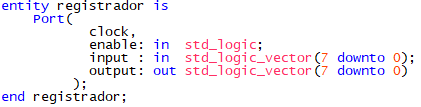 entity registrador is
    Port(
            clock,
            enable: in  std_logic;
            input : in  std_logic_vector(7 downto 0);
            output: out std_logic_vector(7 downto 0)
         );
end registrador;